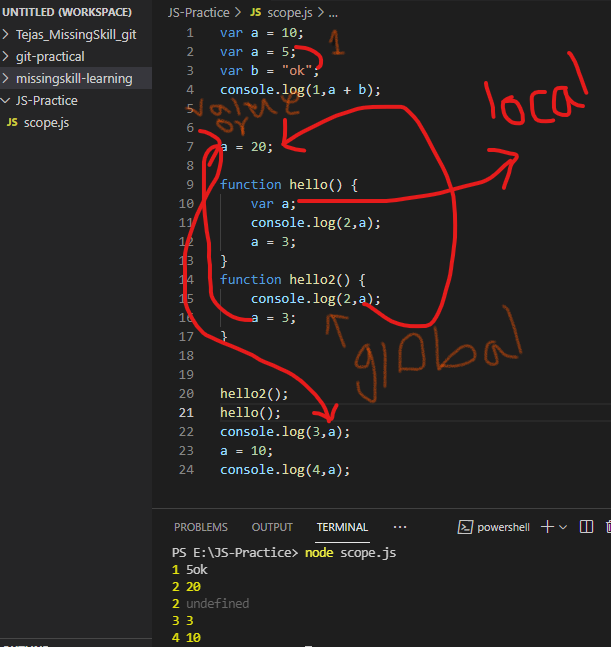 UNTITLED (WORKSPACE)
Tejas_MissingSkill_git
git-practical
missingskill-learning
JS-Practice
JS scope.js
JS-Practice > JS scope.js > ...
1 var a = 10;
2 var a = 5;
3 var b = "ok";
4 console.log(1,a + b);
5
6
7 a = 20;
8
9 function hello() {
10 var a;
11 console.log(2,a);
12 a = 3;
13 }
14 function hello2() {
15 console.log(2,a);
16 a = 3;
17 }
18
19
20 hello2();
21 hello();
22 console.log(3,a);
23 a = 10;
24 console.log(4,a);
1
value
local
global
PROBLEMS OUTPUT TERMINAL ... powershell
PS E:\JS-Practice> node scope.js
1 5ok
2 20
2 undefined
3 3
4 10